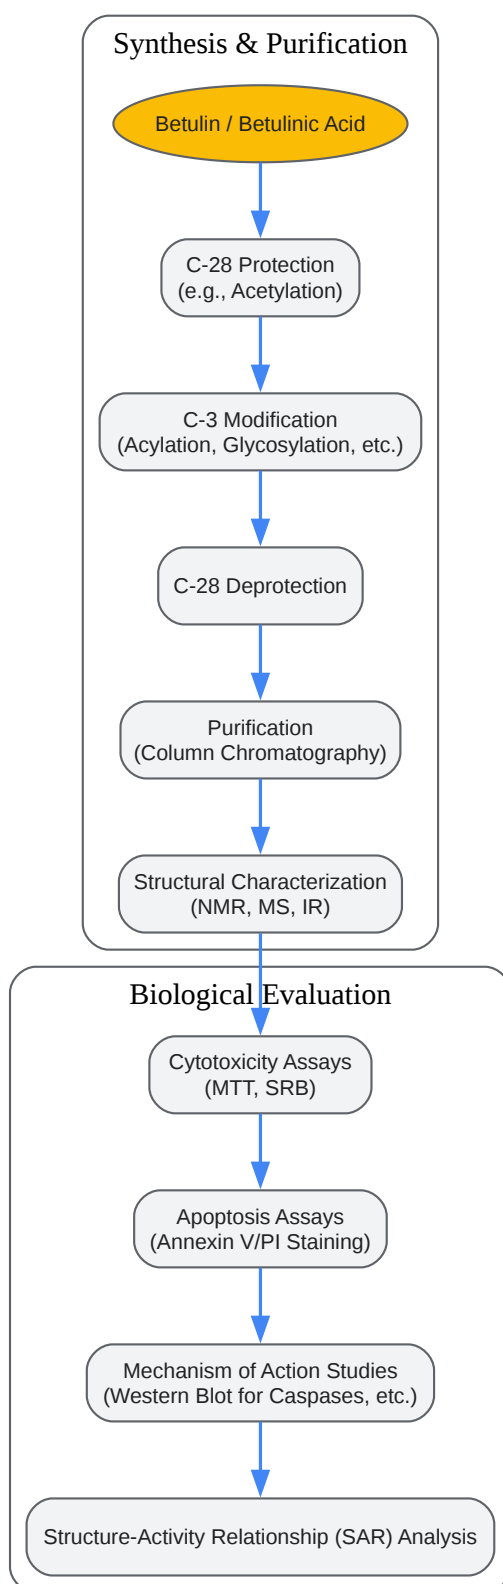 Synthesis & Purification
Betulin / Betulinic Acid
C-28 Protection
(e.g., Acetylation)
C-3 Modification
(Acylation, Glycosylation, etc.)
C-28 Deprotection
Purification
(Column Chromatography)
Structural Characterization
(NMR, MS, IR)
Biological Evaluation
Cytotoxicity Assays
(MTT, SRB)
Apoptosis Assays
(Annexin V/PI Staining)
Mechanism of Action Studies
(Western Blot for Caspases, etc.)
Structure-Activity Relationship (SAR) Analysis